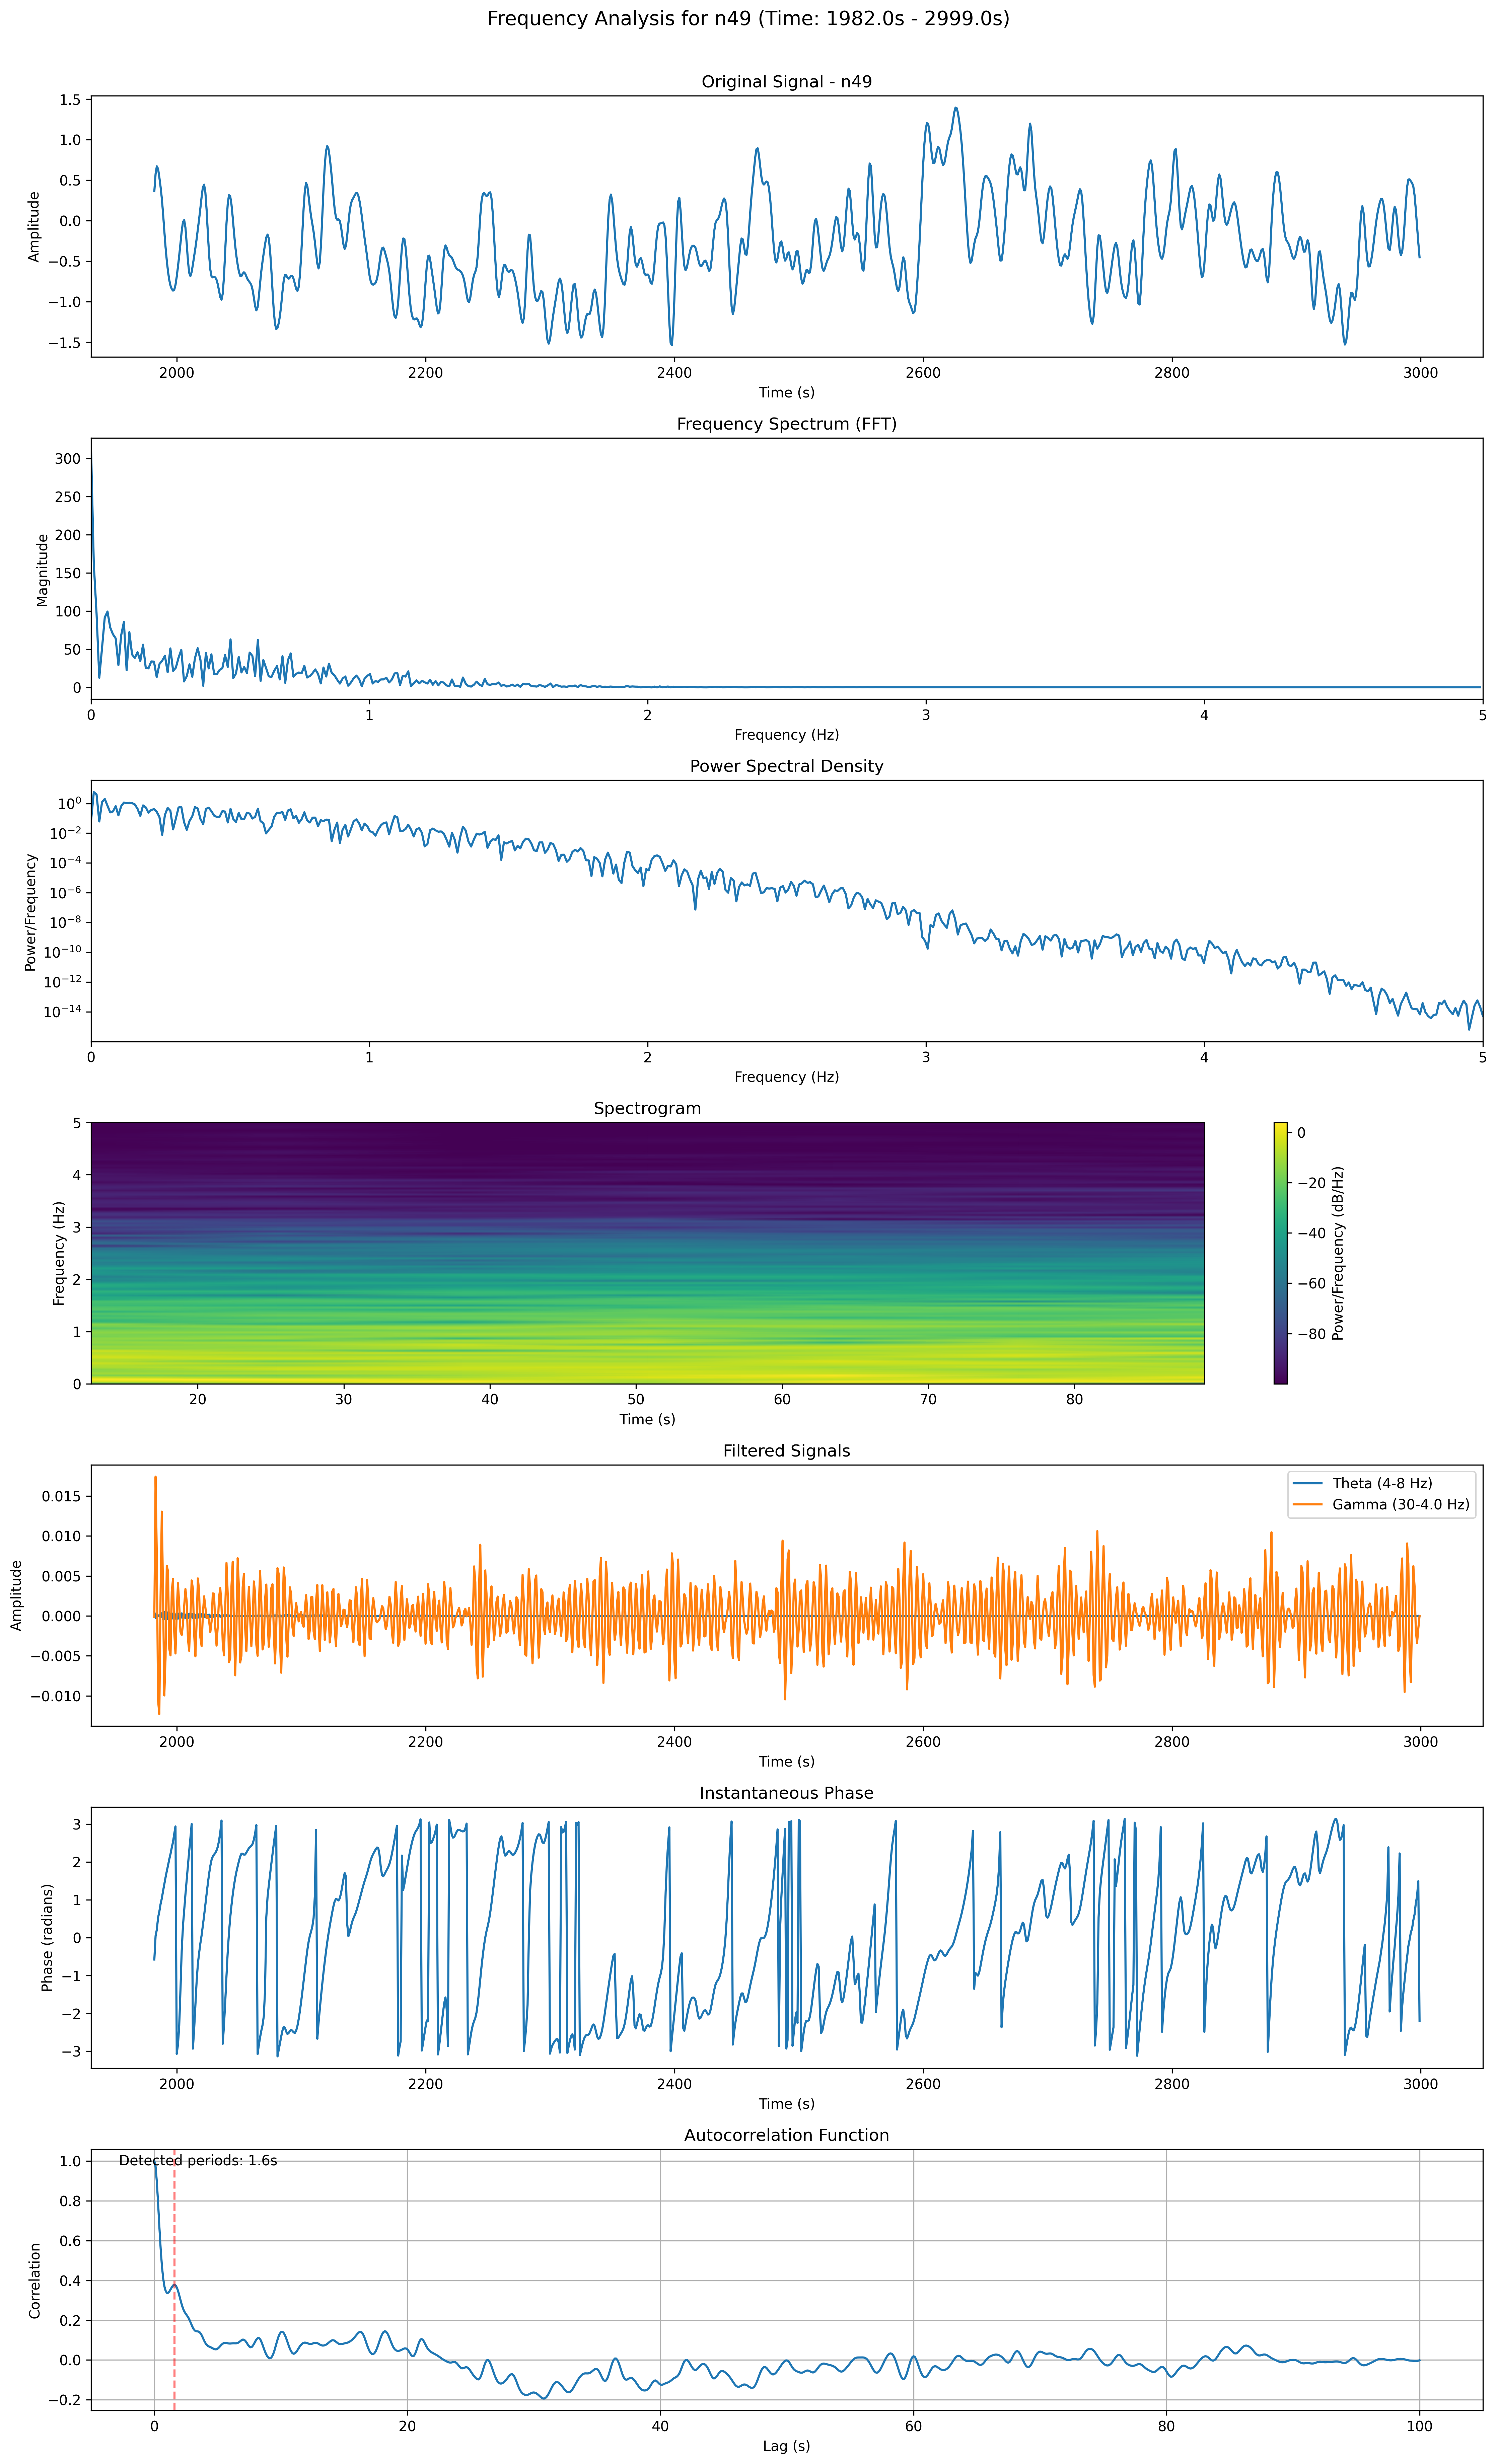 Frequency Analysis for n49 (Time: 1982.0s - 2999.0s)
Original Signal - n49
Amplitude
1.5
1.0
0.5
0.0
−0.5
−1.0
−1.5
2000 2200 2400 2600 2800 3000
Time (s)
Frequency Spectrum (FFT)
Magnitude
300
250
200
150
100
50
0
0 1 2 3 4 5
Frequency (Hz)
Power Spectral Density
Power/Frequency
10⁰
10⁻²
10⁻⁴
10⁻⁶
10⁻⁸
10⁻¹⁰
10⁻¹²
10⁻¹⁴
0 1 2 3 4 5
Frequency (Hz)
Spectrogram
Frequency (Hz)
5
4
3
2
1
0
20 30 40 50 60 70 80
Time (s)
0
−20
−40
−60
−80
Power/Frequency (dB/Hz)
Filtered Signals
Amplitude
0.015
0.010
0.005
0.000
−0.005
−0.010
Theta (4-8 Hz)
Gamma (30-4.0 Hz)
2000 2200 2400 2600 2800 3000
Time (s)
Instantaneous Phase
Phase (radians)
3
2
1
0
−1
−2
−3
2000 2200 2400 2600 2800 3000
Time (s)
Autocorrelation Function
Detected periods: 1.6s
Correlation
1.0
0.8
0.6
0.4
0.2
0.0
−0.2
0 20 40 60 80 100
Lag (s)